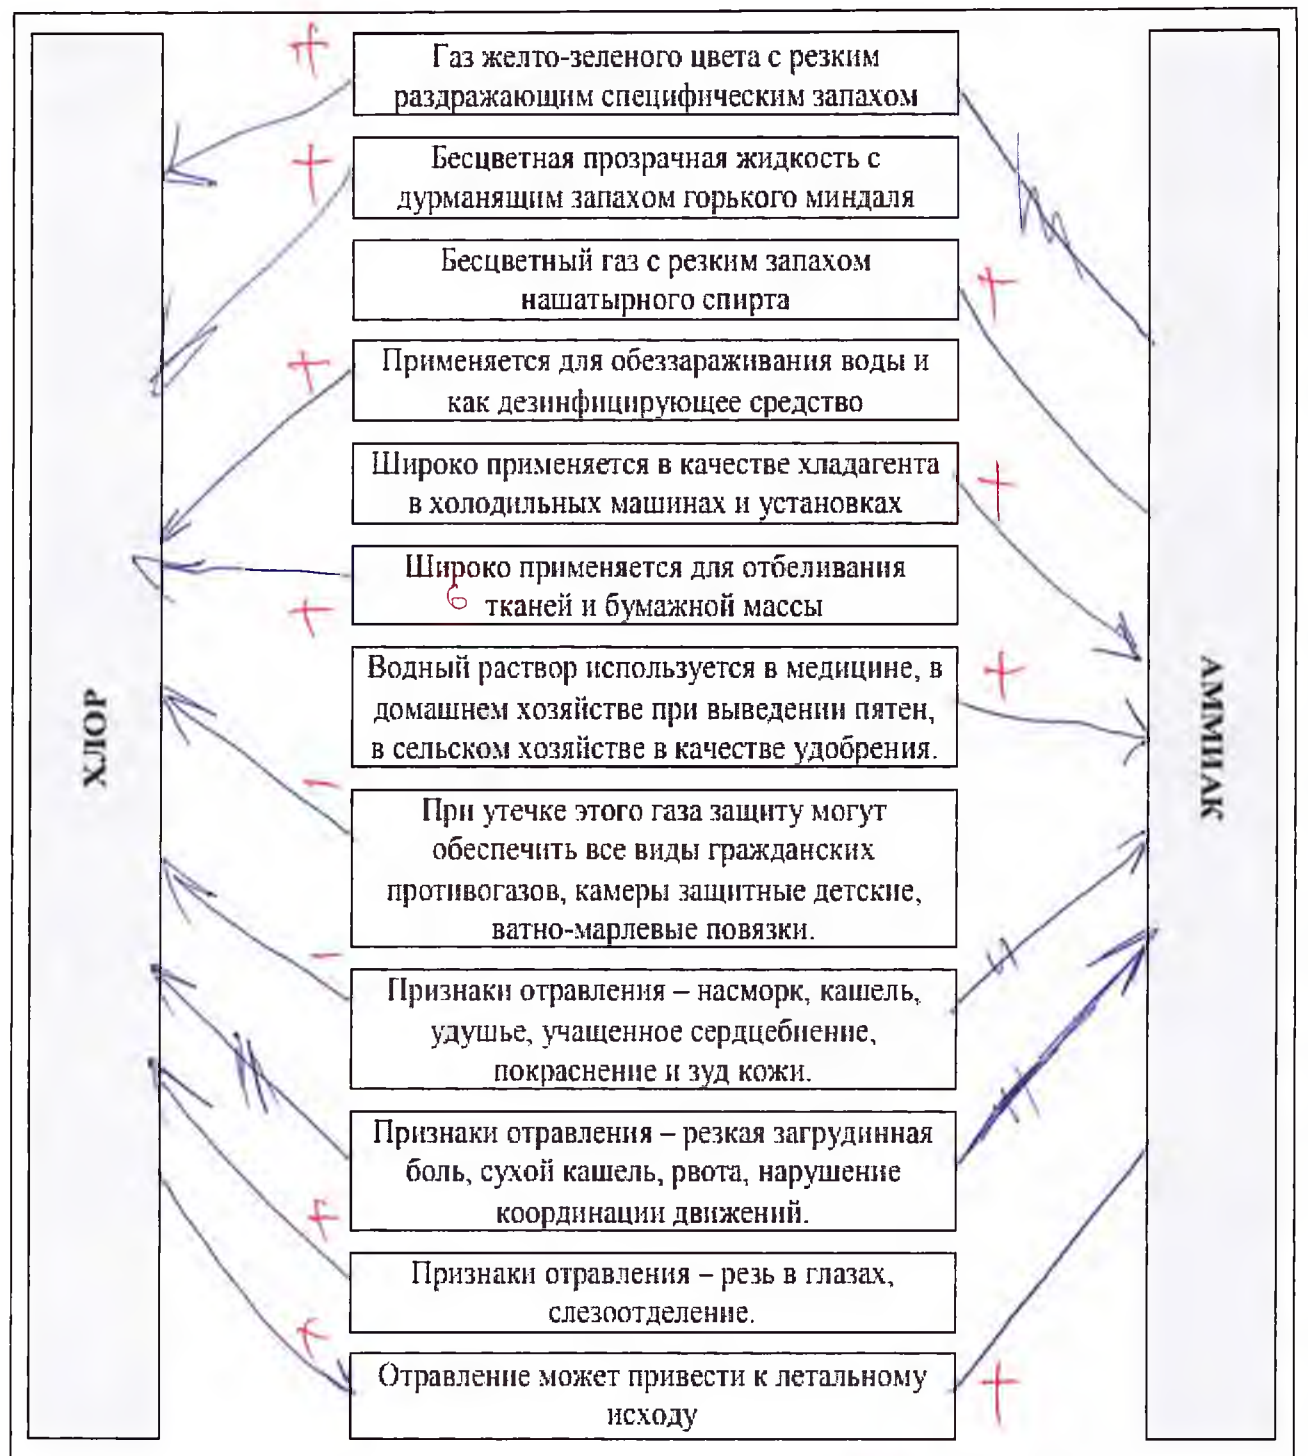 ХЛОР
Газ желто-зеленого цвета с резким
раздражающим специфическим запахом
Бесцветная прозрачная жидкость с
дурманящим запахом горького миндаля
Бесцветный газ с резким запахом
нашатырного спирта
Применяется для обеззараживания воды и
как дезинфицирующее средство
Широко применяется в качестве хладагента
в холодильных машинах и установках
Широко применяется для отбеливания
тканей и бумажной массы
Водный раствор используется в медицине, в
домашнем хозяйстве при выведении пятен,
в сельском хозяйстве в качестве удобрения.
При утечке этого газа защиту могут
обеспечить все виды гражданских
противогазов, камеры защитные детские,
ватно-марлевые повязки.
Признаки отравления – насморк, кашель,
удушье, учащенное сердцебиение,
покраснение и зуд кожи.
Признаки отравления – резкая загрудинная
боль, сухой кашель, рвота, нарушение
координации движений.
Признаки отравления – резь в глазах,
слезоотделение.
Отравление может привести к летальному
исходу
АММИАК